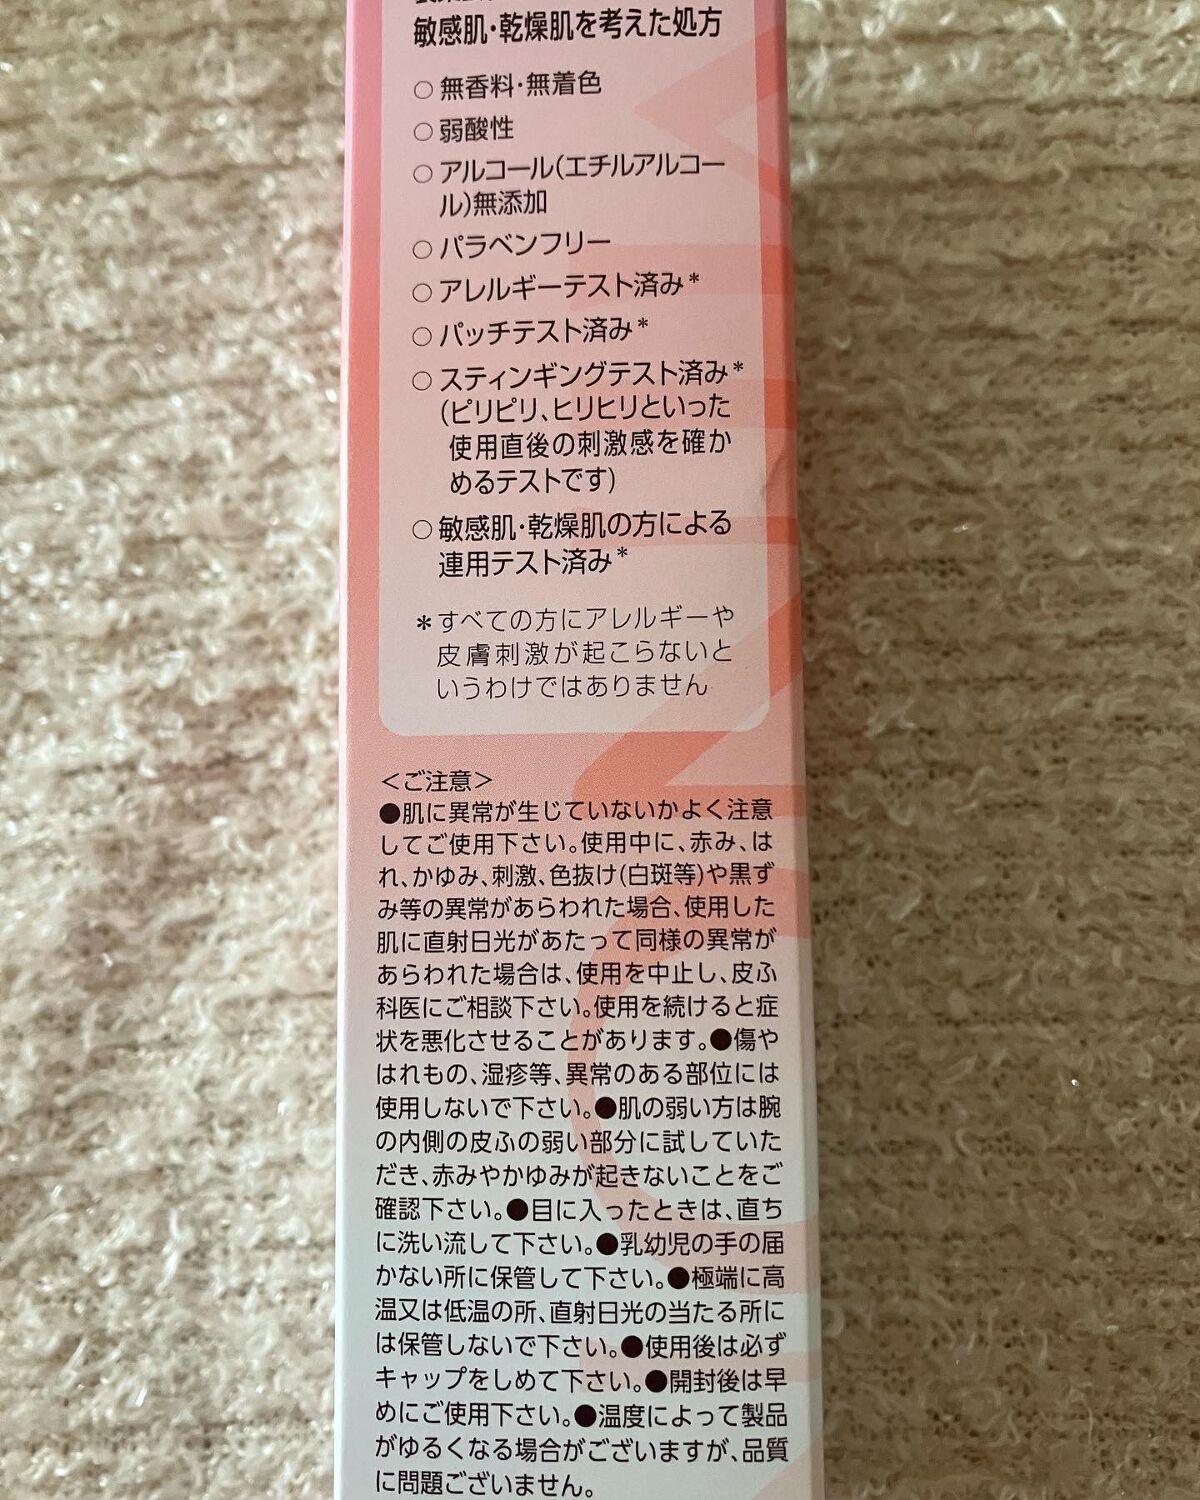 敏感肌・乾燥肌を考えた処方
○ 無香料・無着色
○ 弱酸性
○ アルコール(エチルアルコー
ル)無添加
○ パラベンフリー
○ アレルギーテスト済み*
○ パッチテスト済み*
○ スティンギングテスト済み*
(ピリピリ、ヒリヒリといった
使用直後の刺激感を確か
めるテストです)
○ 敏感肌・乾燥肌の方による
連用テスト済み*
*すべての方にアレルギーや
皮膚刺激が起こらないと
いうわけではありません
＜ご注意＞
●肌に異常が生じていないかよく注意
してご使用下さい。使用中に、赤み、は
れ、かゆみ、刺激、色抜け(白斑等)や黒ず
み等の異常があらわれた場合、使用した
肌に直射日光があたって同様の異常が
あらわれた場合は、使用を中止し、皮ふ
科医にご相談下さい。使用を続けると症
状を悪化させることがあります。●傷や
はれもの、湿疹等、異常のある部位には
使用しないで下さい。●肌の弱い方は腕
の内側の皮ふの弱い部分に試していた
だき、赤みやかゆみが起きないことをご
確認下さい。●目に入ったときは、直ち
に洗い流して下さい。●乳幼児の手の届
かない所に保管して下さい。●極端に高
温又は低温の所、直射日光の当たる所に
は保管しないで下さい。●使用後は必ず
キャップをしめて下さい。●開封後は早
めにご使用下さい。●温度によって製品
がゆるくなる場合がございますが、品質
に問題ございません。